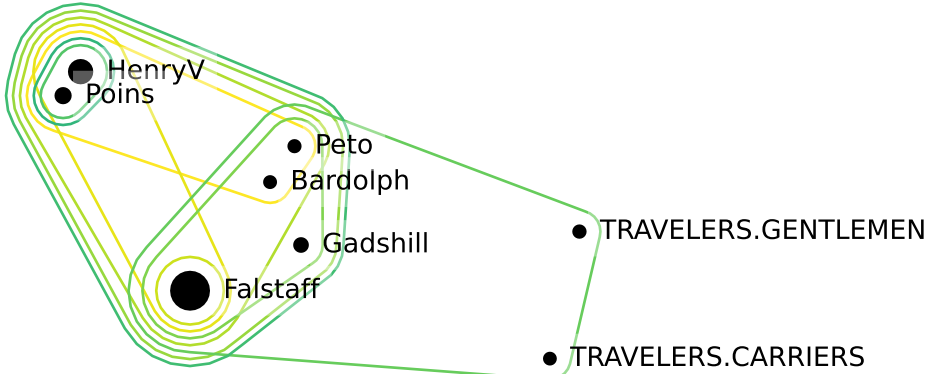 HenryV
Poins
Peto
Bardolph
TRAVELERS.GENTLEMEN
Gadshill
Falstaff
TRAVELERS.CARRIERS